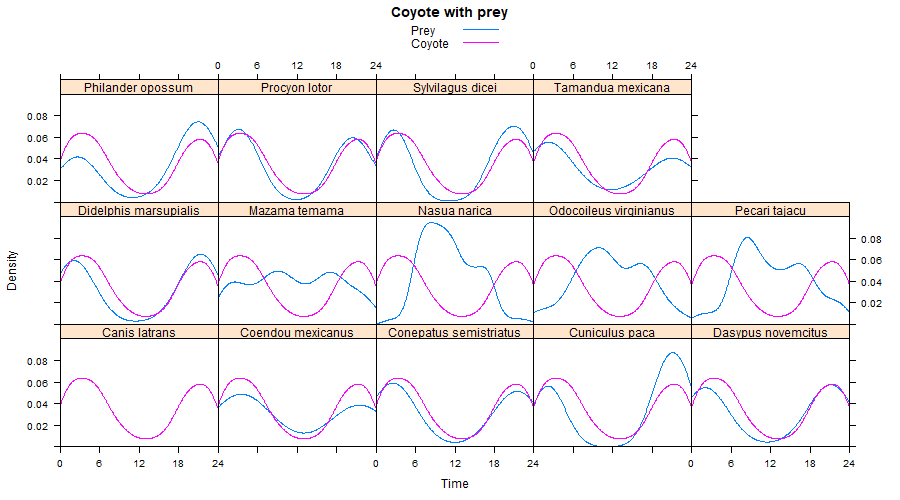 Coyote with prey
Prey
Coyote
0 6 12 18 24 0 6 12 18 24
Philander opossum Procyon lotor Sylvilagus dicei Tamandua mexicana
0.08
0.06
0.04
0.02
Didelphis marsupialis Mazama temama Nasua narica Odocoileus virginianus Pecari tajacu
0.08
0.06
0.04
0.02
Density
Canis latrans Coendou mexicanus Conepatus semistriatus Cuniculus paca Dasypus novemcitus
0.08
0.06
0.04
0.02
0 6 12 18 24 0 6 12 18 24 0 6 12 18 24
Time